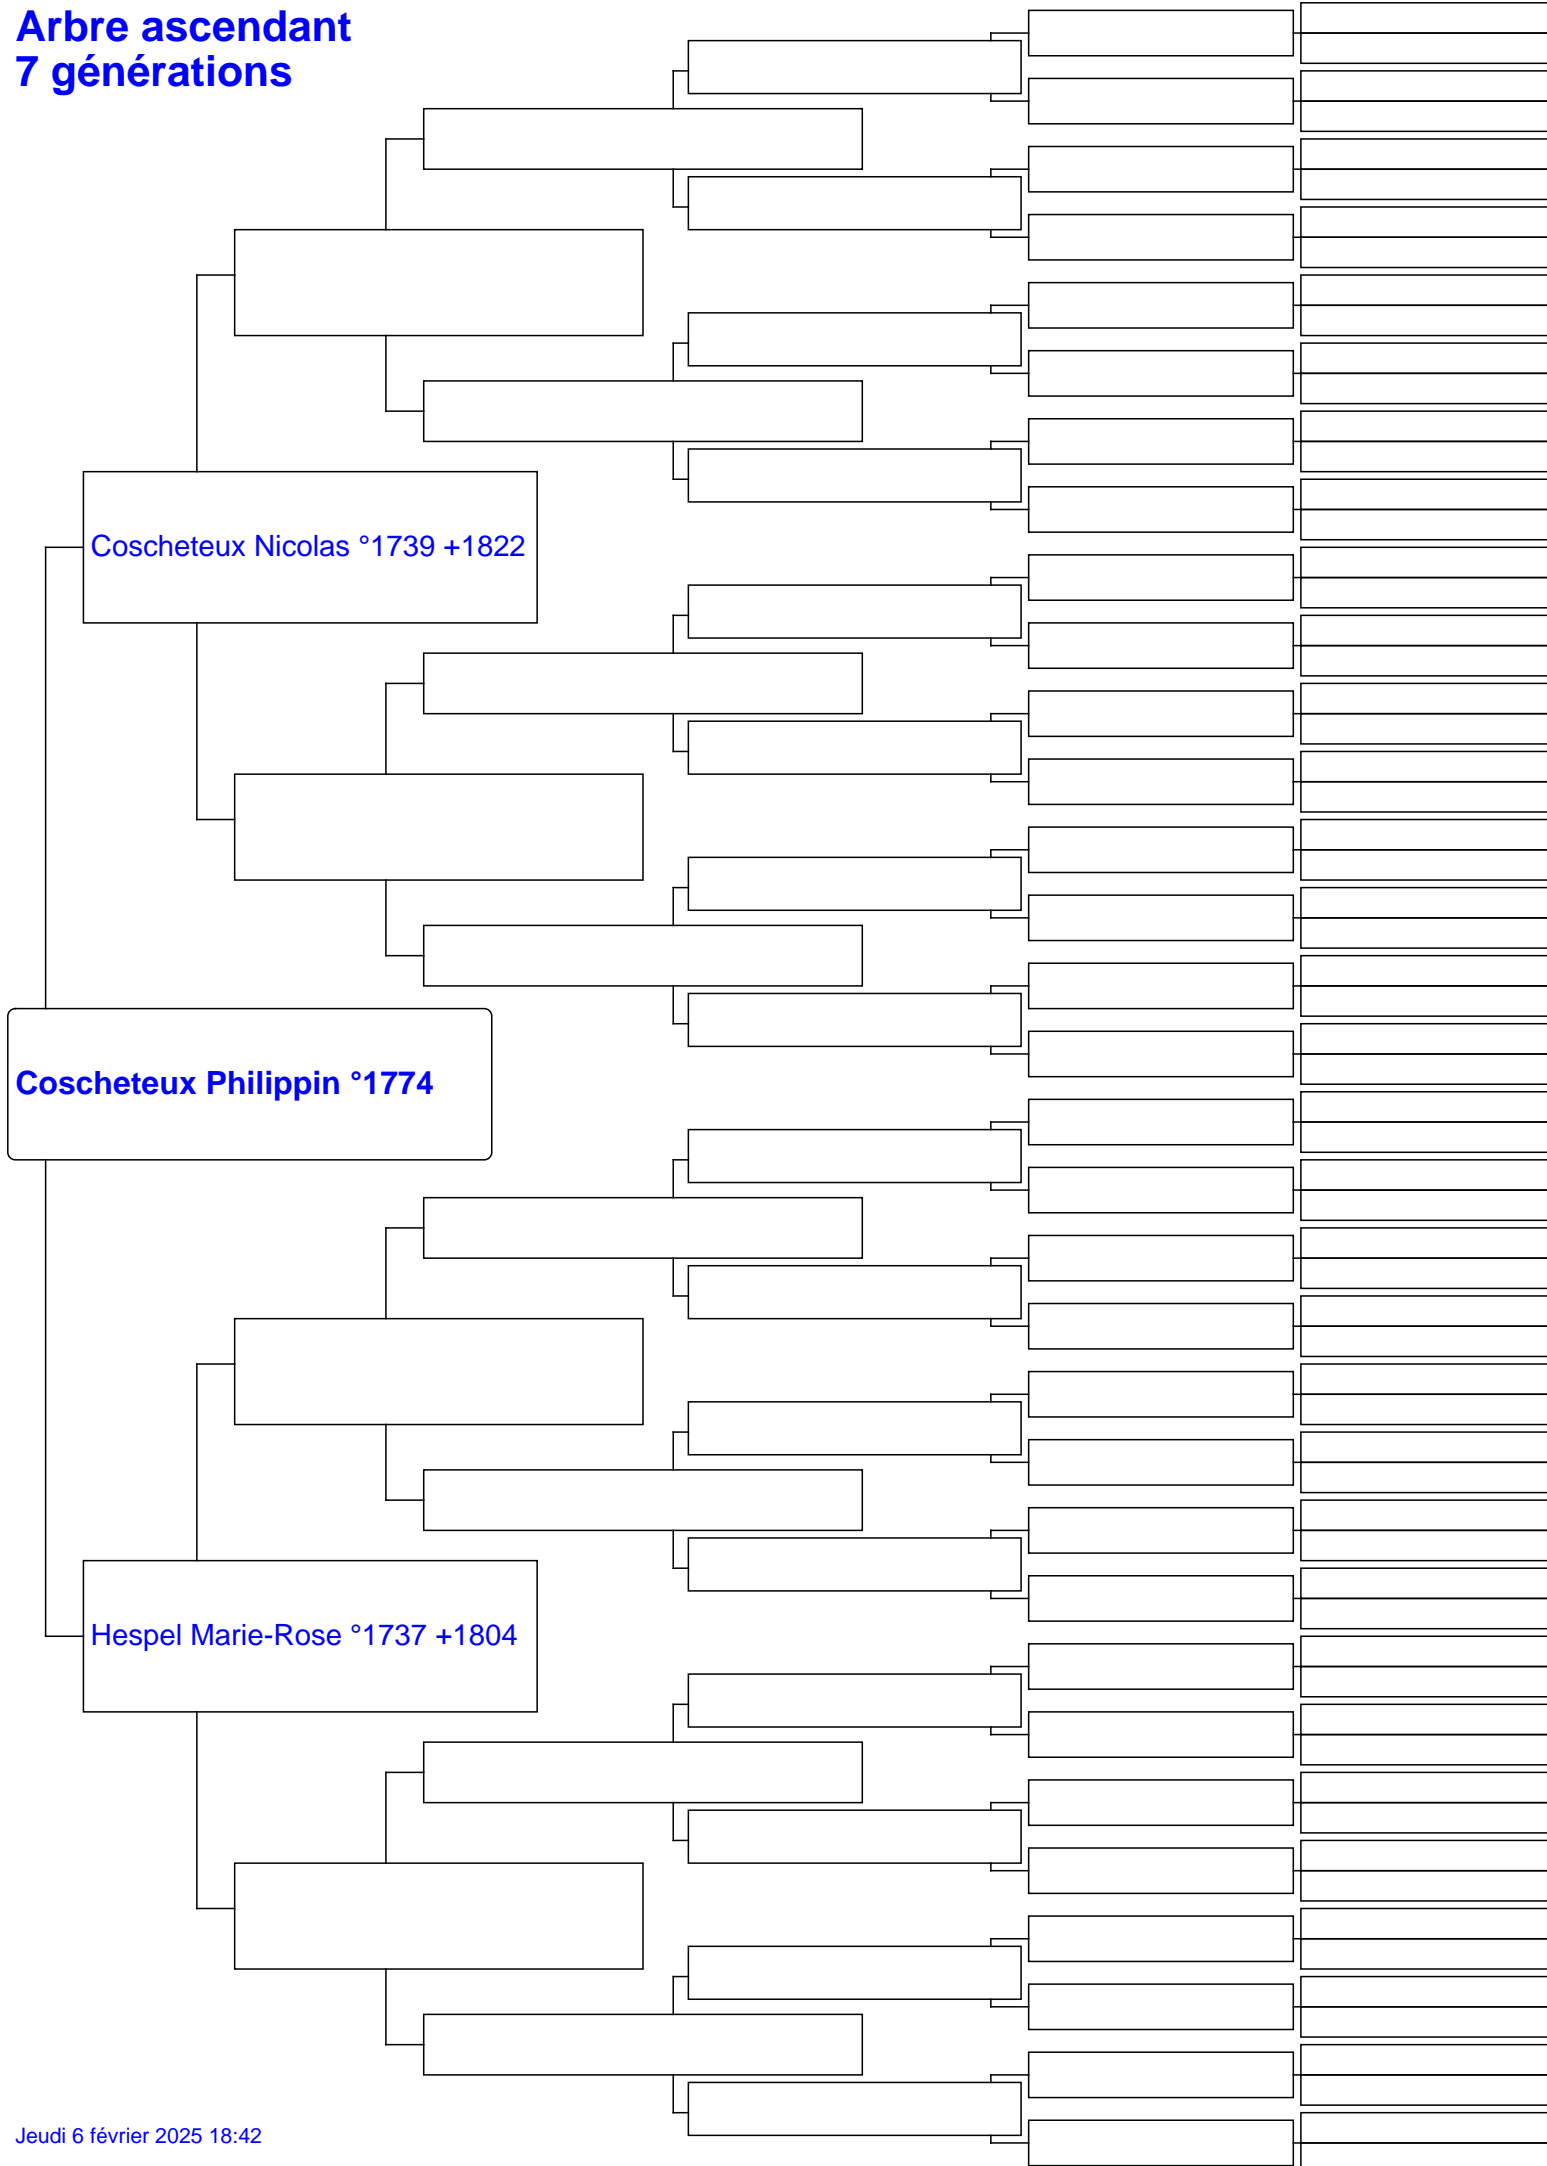 Arbre ascendant
7 générations
Coscheteux Nicolas °1739 +1822
Coscheteux Philippin °1774
Hespel Marie-Rose °1737 +1804
Jeudi 6 février 2025 18:42